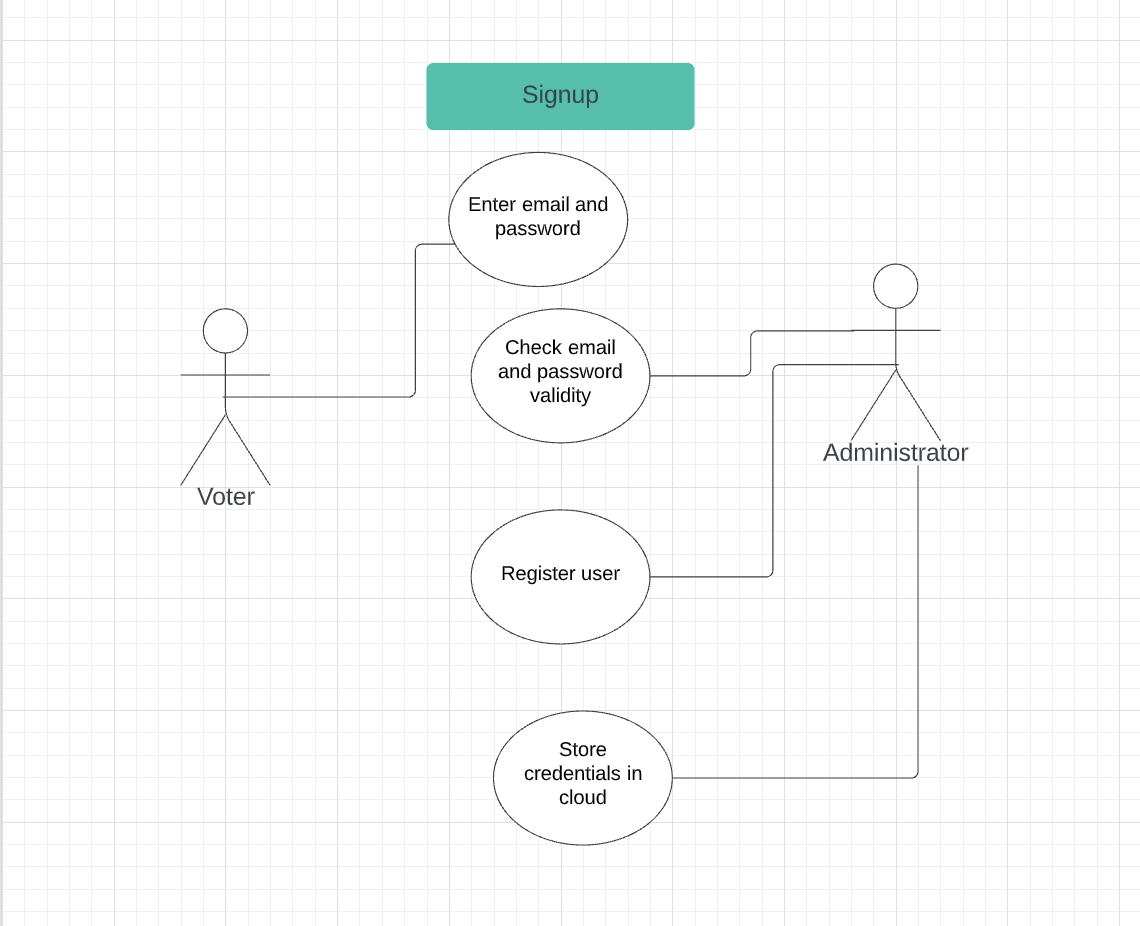 Signup
Enter email and
password
Check email
and password
validity
Voter
Administrator
Register user
Store
credentials in
cloud